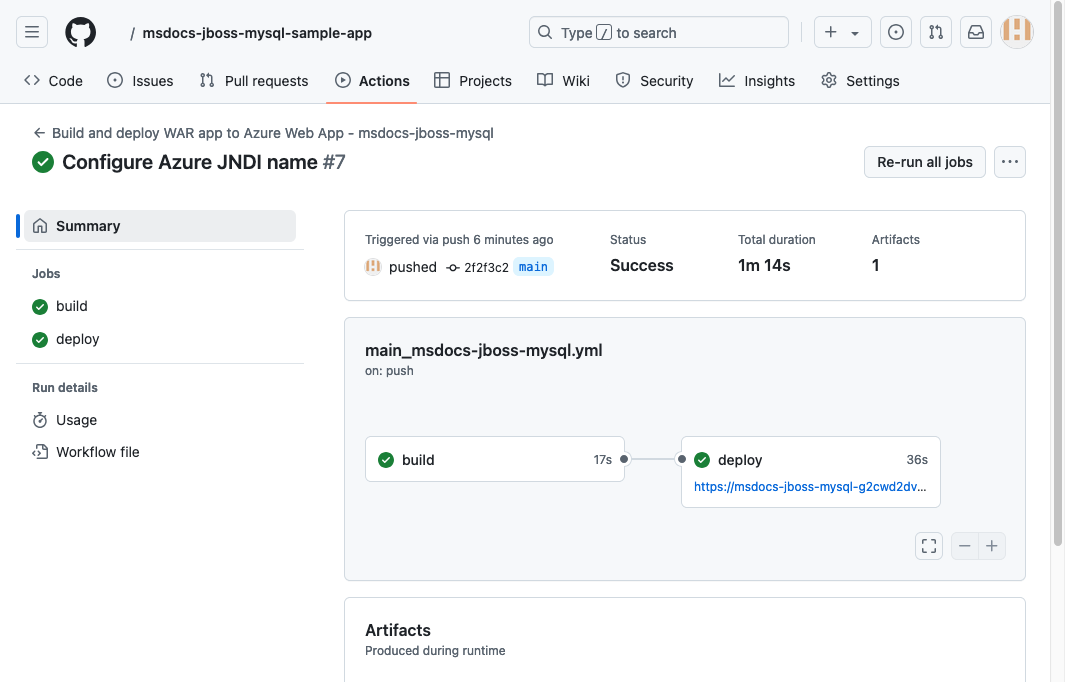 / msdocs-jboss-mysql-sample-app
Type / to search
Code
Issues
Pull requests
Actions
Projects
Wiki
Security
Insights
Settings
Build and deploy WAR app to Azure Web App - msdocs-jboss-mysql
Configure Azure JNDI name #7
Re-run all jobs
Summary
Jobs
build
deploy
Run details
Usage
Workflow file
Triggered via push 6 minutes ago
pushed 2f2f3c2 main
Status
Success
Total duration
1m 14s
Artifacts
1
main_msdocs-jboss-mysql.yml
on: push
build 17s
deploy 36s
https://msdocs-jboss-mysql-g2cwd2dv...
Artifacts
Produced during runtime